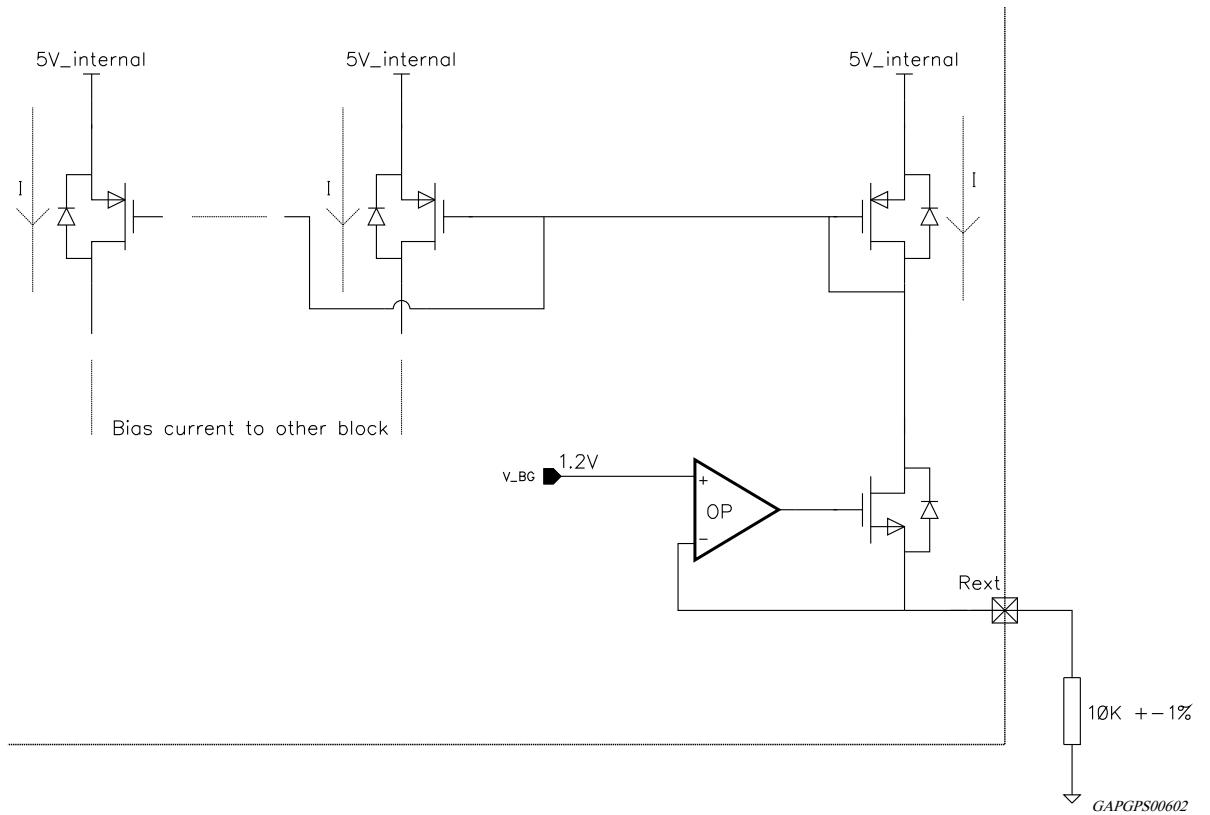 5V_internal
5V_internal
5V_internal
I
I
I
Bias current to other block
V_BG
1.2V
+
OP
−
Rext
10K +-1%
GAPGPS00602